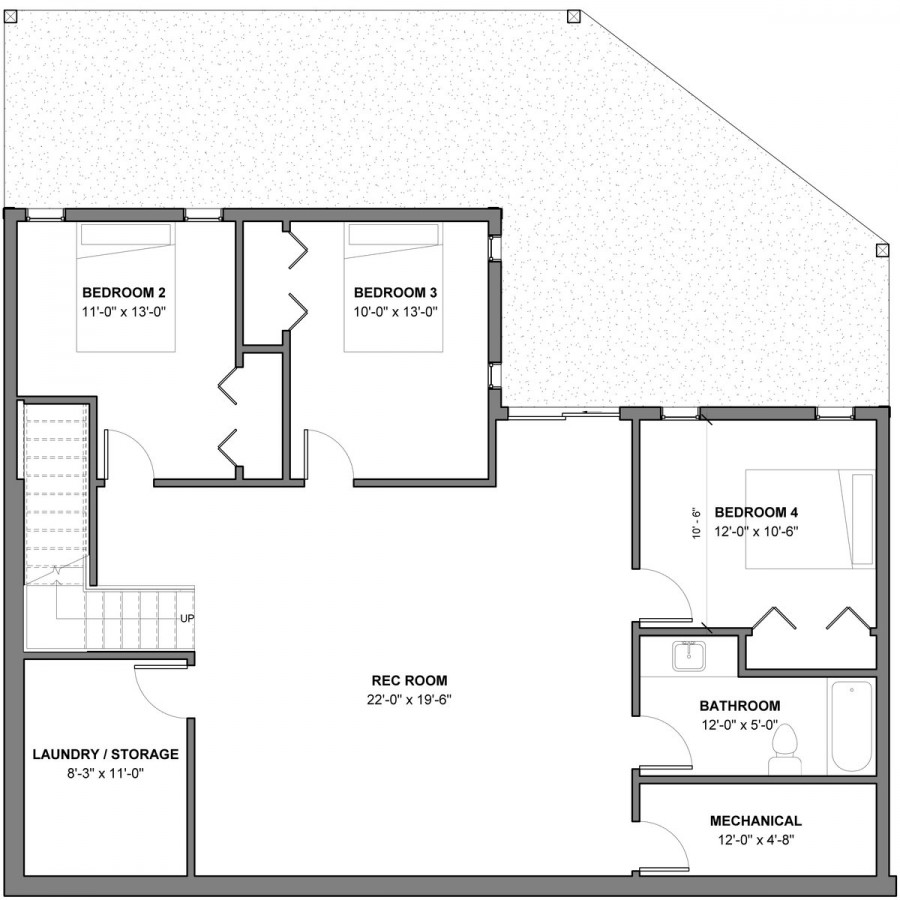 BEDROOM 2
11'-0" x 13'-0"
BEDROOM 3
10'-0" x 13'-0"
BEDROOM 4
12'-0" x 10'-6"
10' - 6"
UP
REC ROOM
22'-0" x 19'-6"
BATHROOM
12'-0" x 5'-0"
LAUNDRY / STORAGE
8'-3" x 11'-0"
MECHANICAL
12'-0" x 4'-8"